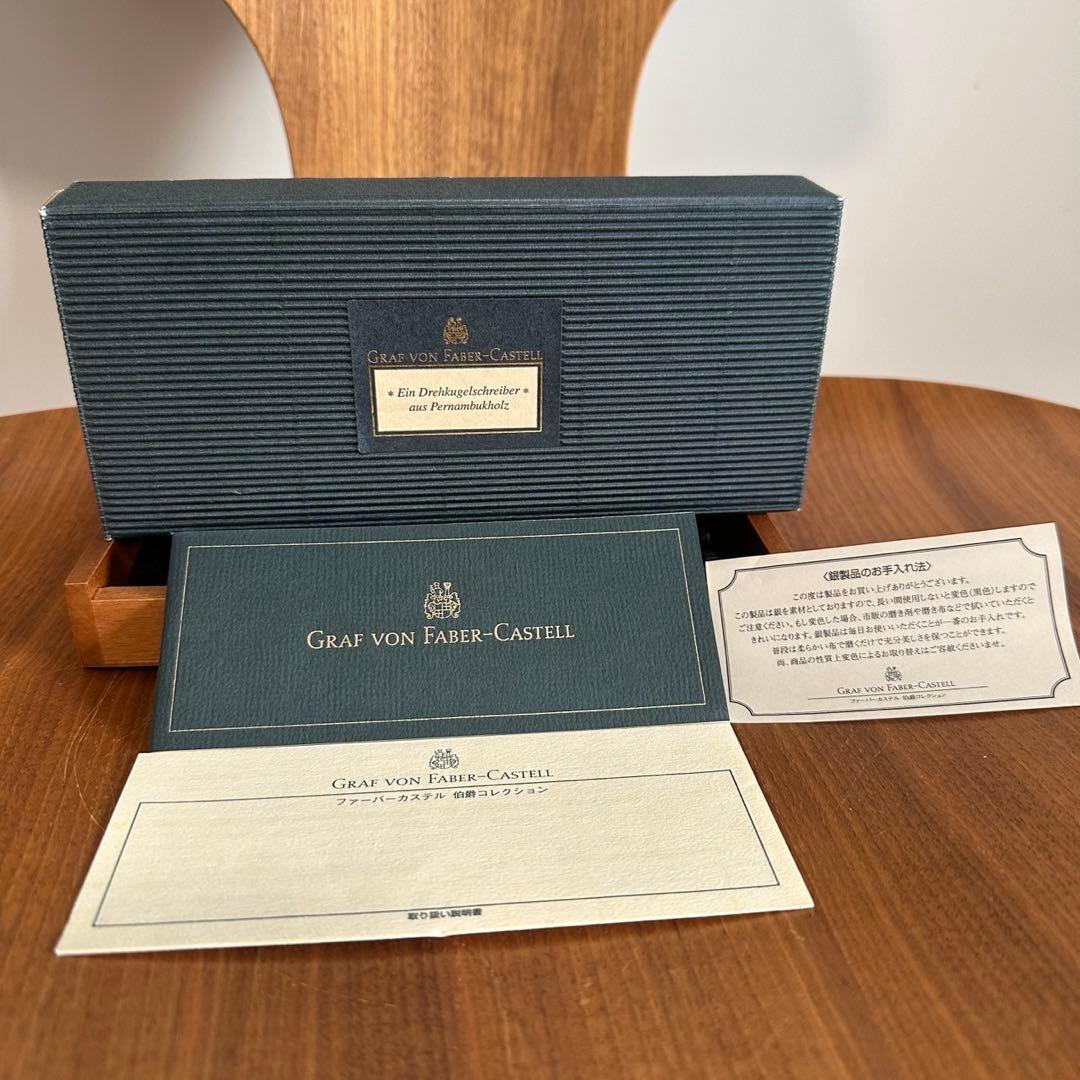 GRAF VON FABER-CASTELL
* Ein Drehkugelschreiber *
aus Pernambukholz
GRAF VON FABER-CASTELL
〈銀製品のお手入れ法〉
この度は製品をお買い上げありがとうございます。
この製品は銀を素材としておりますので、長い間使用しないと変色(黒色)しますので
ご注意ください。もし変色した場合、市販の磨き剤や磨き布などで拭いていただくと
きれいになります。銀製品は毎日お使いいただくことが一番のお手入れです。
普段は柔らかい布で磨くだけで充分美しさを保つことができます。
尚、商品の性質上変色によるお取り替えはご容赦くださいませ。
GRAF VON FABER-CASTELL
ファーバーカステル 伯爵コレクション
GRAF VON FABER-CASTELL
ファーバーカステル 伯爵コレクション
取り扱い説明書